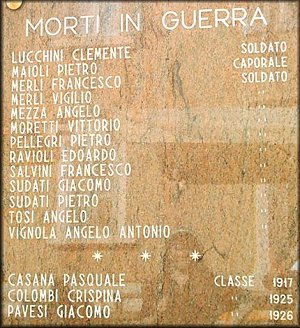 MORTI IN GUERRA
LUCCHINI CLEMENTE SOLDATO
MAIOLI PIETRO CAPORALE
MERLI FRANCESCO SOLDATO
MERLI VIGILIO "
MEZZA ANGELO "
MORETTI VITTORIO "
PELLEGRI PIETRO "
RAVIOLI EDOARDO "
SALVINI FRANCESCO "
SUDATI GIACOMO "
SUDATI PIETRO "
TOSI ANGELO "
VIGNOLA ANGELO ANTONIO "
* * *
CASANA PASQUALE CLASSE 1917
COLOMBI CRISPINA " 1925
PAVESI GIACOMO " 1926